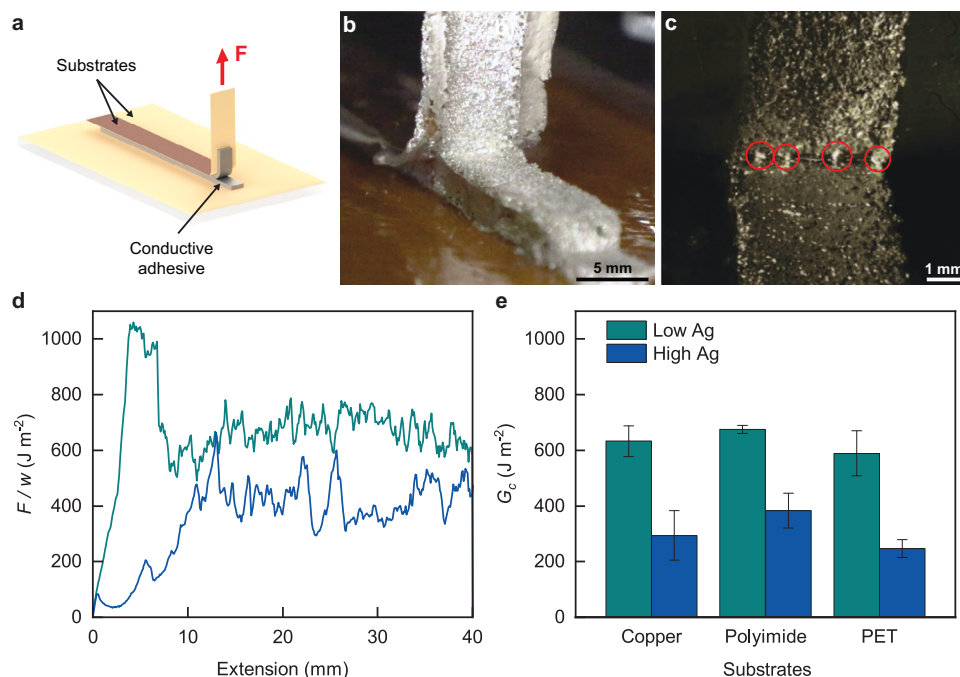 a
F
Substrates
Conductive
adhesive
b
5 mm
c
1 mm
d
1000
800
600
400
200
0
F / w (J m-2)
0
10
20
30
40
Extension (mm)
e
1000
800
600
400
200
0
Gc (J m-2)
Low Ag
High Ag
Copper
Polyimide
PET
Substrates